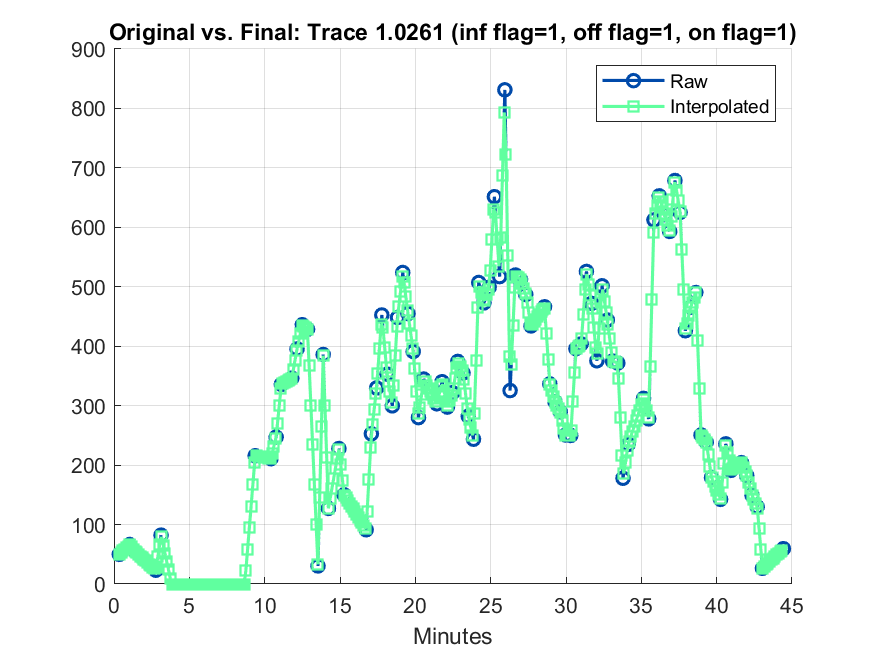 Original vs. Final: Trace 1.0261 (inf flag=1, off flag=1, on flag=1)
900
800
700
600
500
400
300
200
100
0
Raw
Interpolated
0 5 10 15 20 25 30 35 40 45
Minutes